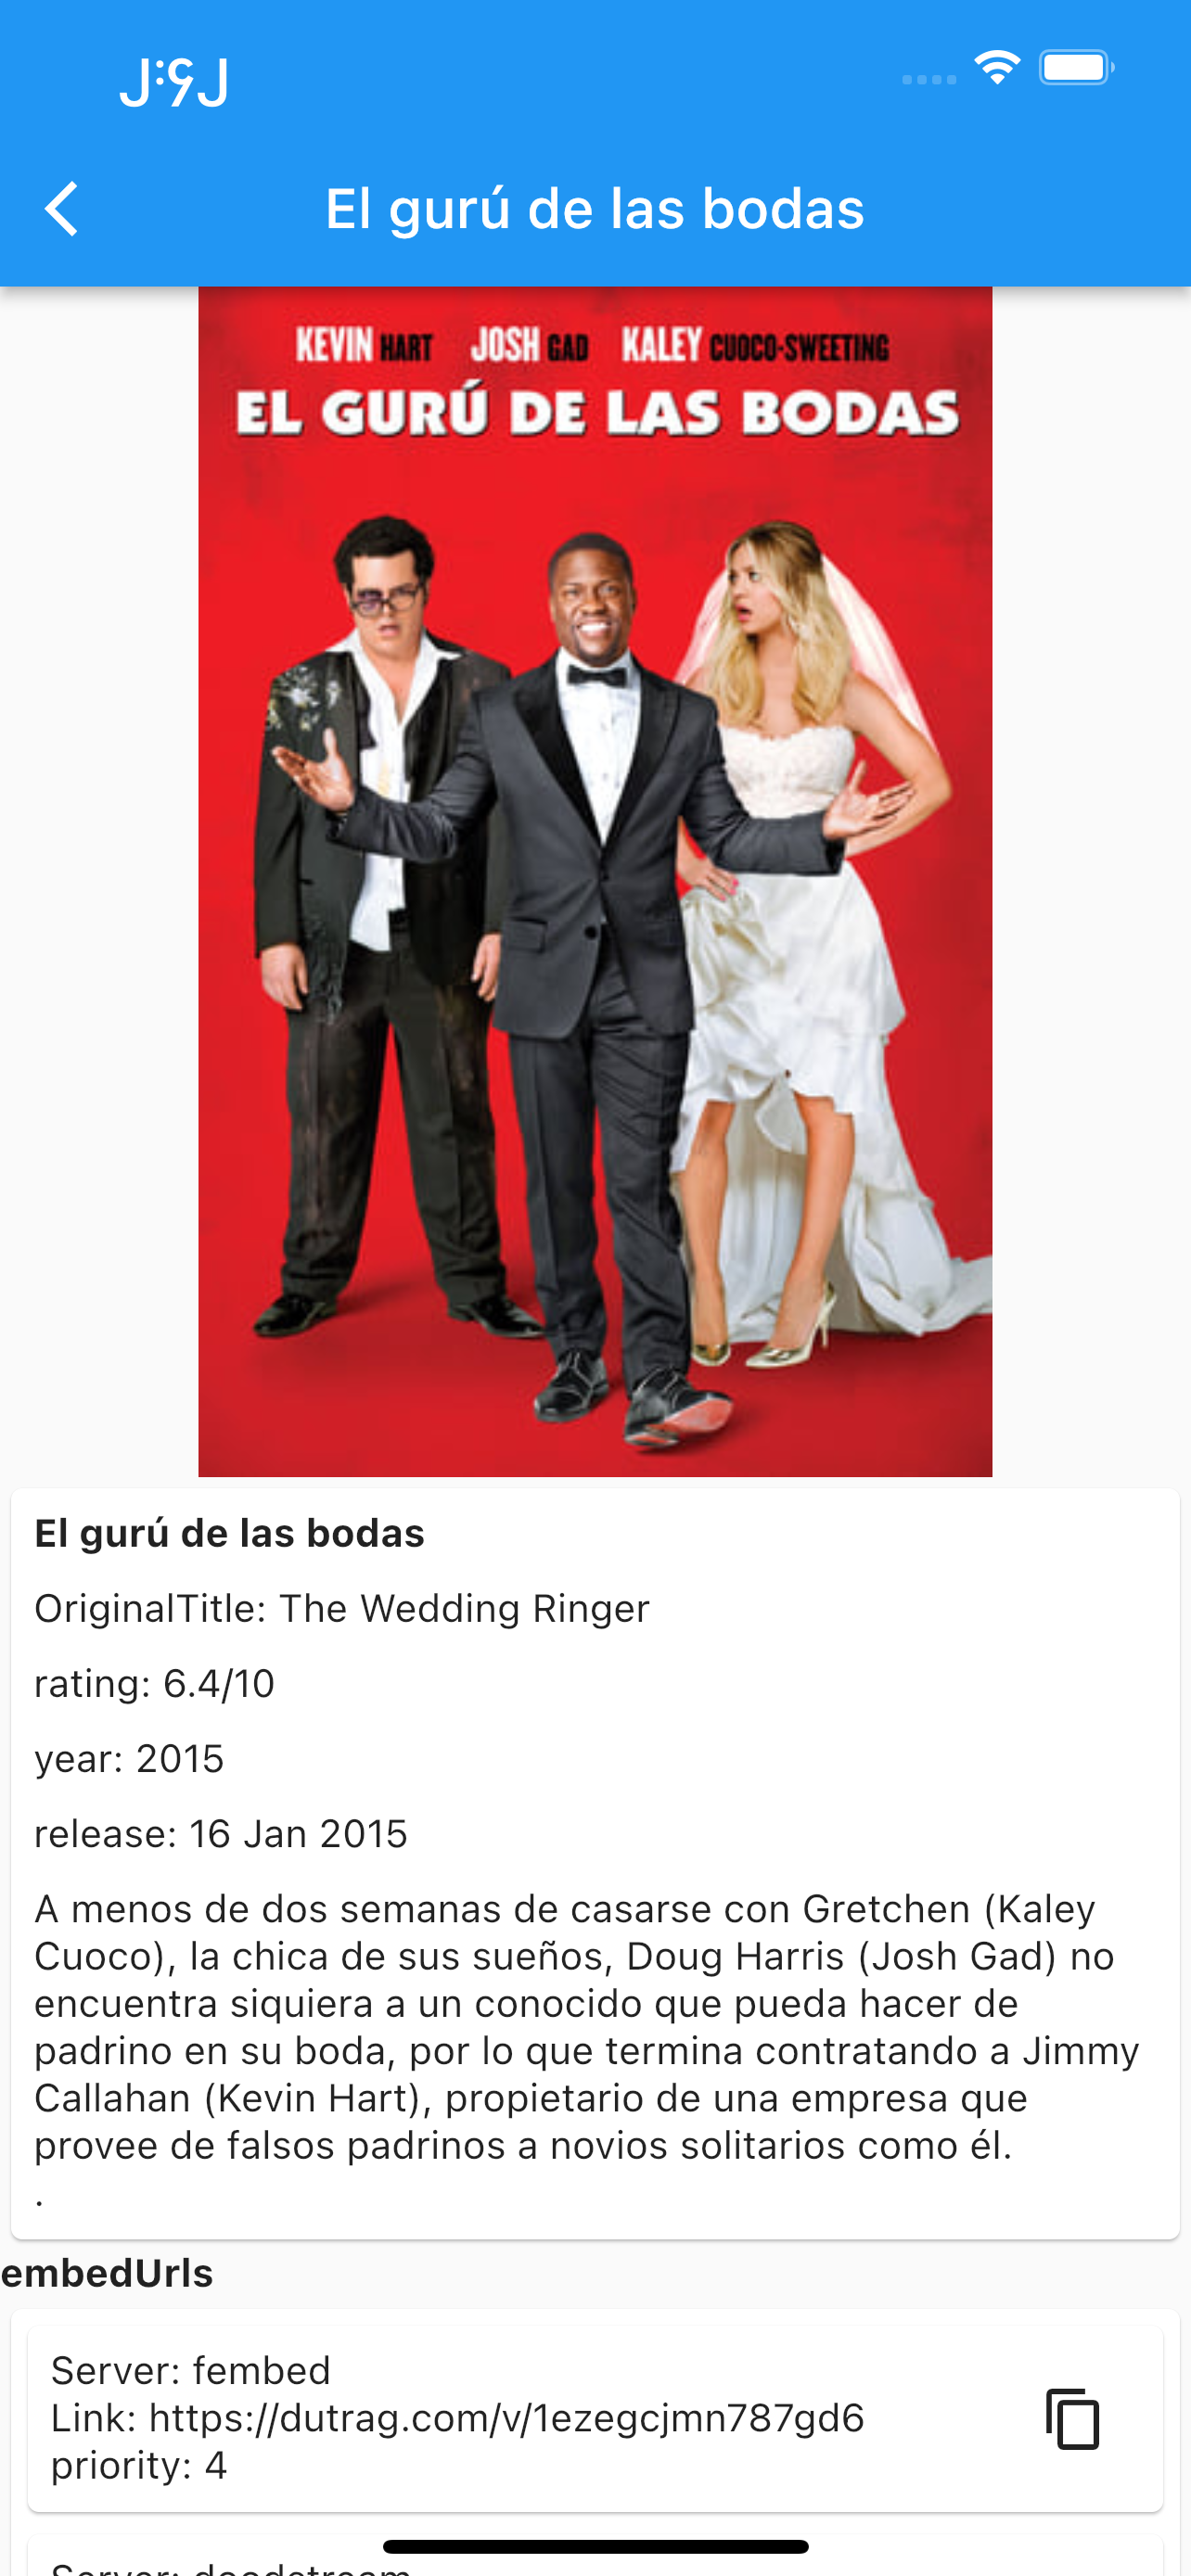 El gurú de las bodas
KEVIN HART JOSH GAD KALEY CUOCO-SWEETING
EL GURÚ DE LAS BODAS
El gurú de las bodas
OriginalTitle: The Wedding Ringer
rating: 6.4/10
year: 2015
release: 16 Jan 2015
A menos de dos semanas de casarse con Gretchen (Kaley
Cuoco), la chica de sus sueños, Doug Harris (Josh Gad) no
encuentra siquiera a un conocido que pueda hacer de
padrino en su boda, por lo que termina contratando a Jimmy
Callahan (Kevin Hart), propietario de una empresa que
provee de falsos padrinos a novios solitarios como él.
.
embedUrls
Server: fembed
Link: https://dutrag.com/v/1ezegcjmn787gd6
priority: 4
Server: doodstream